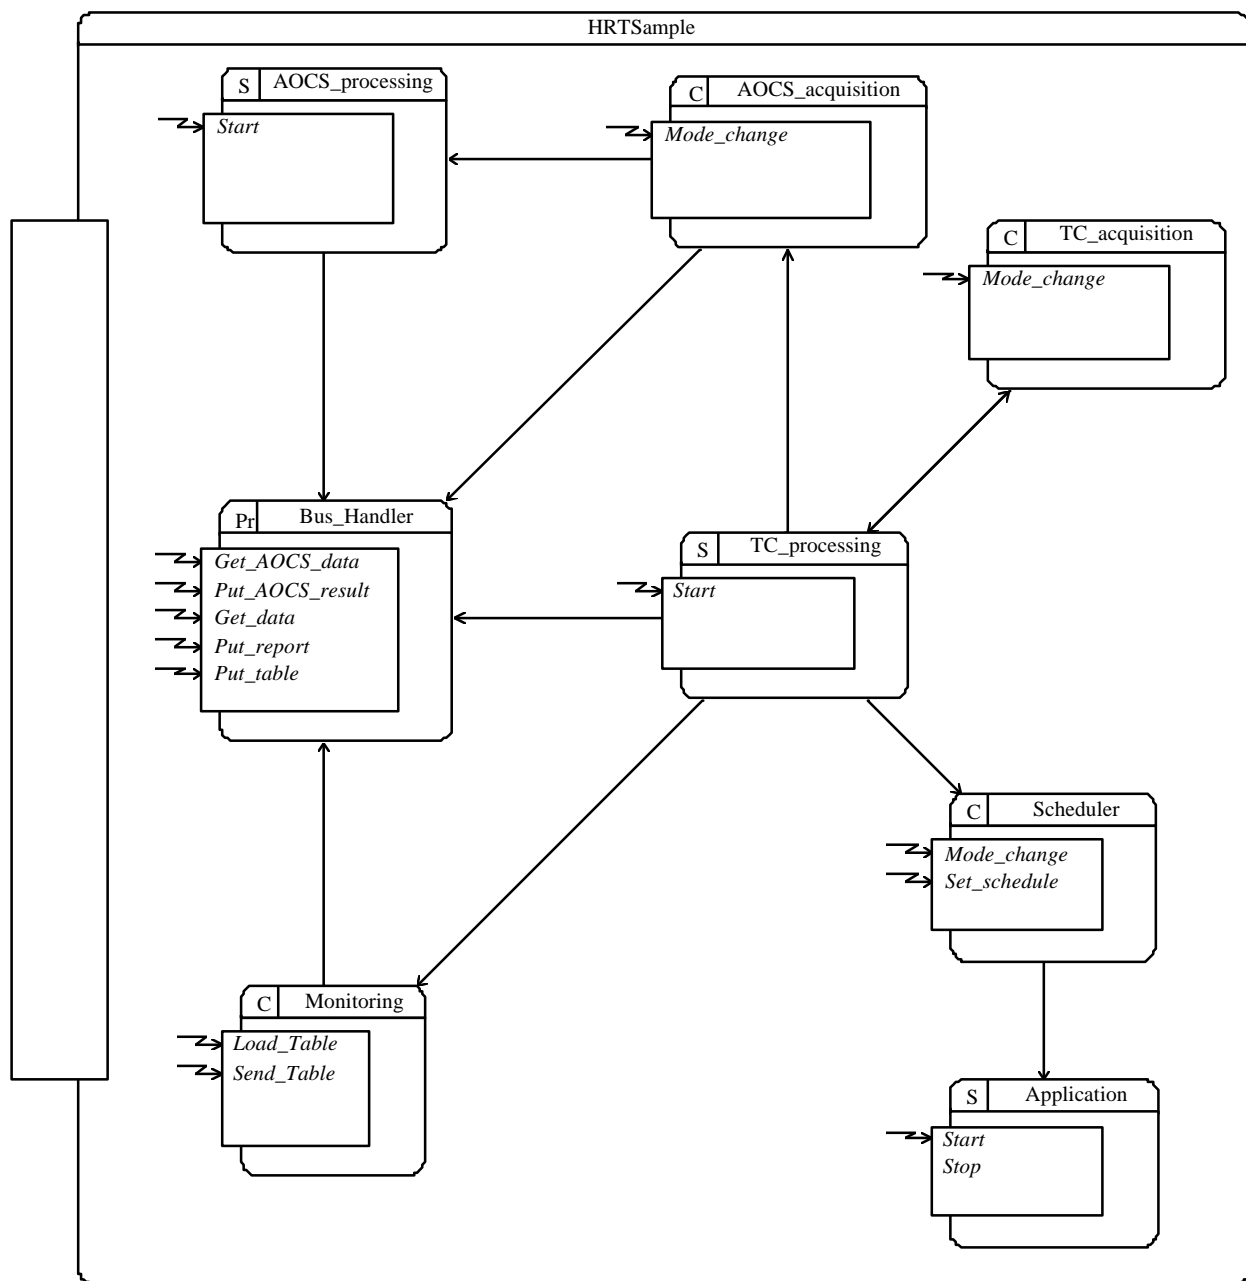 HRTSample
S AOCS_processing
Start
C AOCS_acquisition
Mode_change
C TC_acquisition
Mode_change
Pr Bus_Handler
Get_AOCS_data
Put_AOCS_result
Get_data
Put_report
Put_table
S TC_processing
Start
C Scheduler
Mode_change
Set_schedule
C Monitoring
Load_Table
Send_Table
S Application
Start
Stop